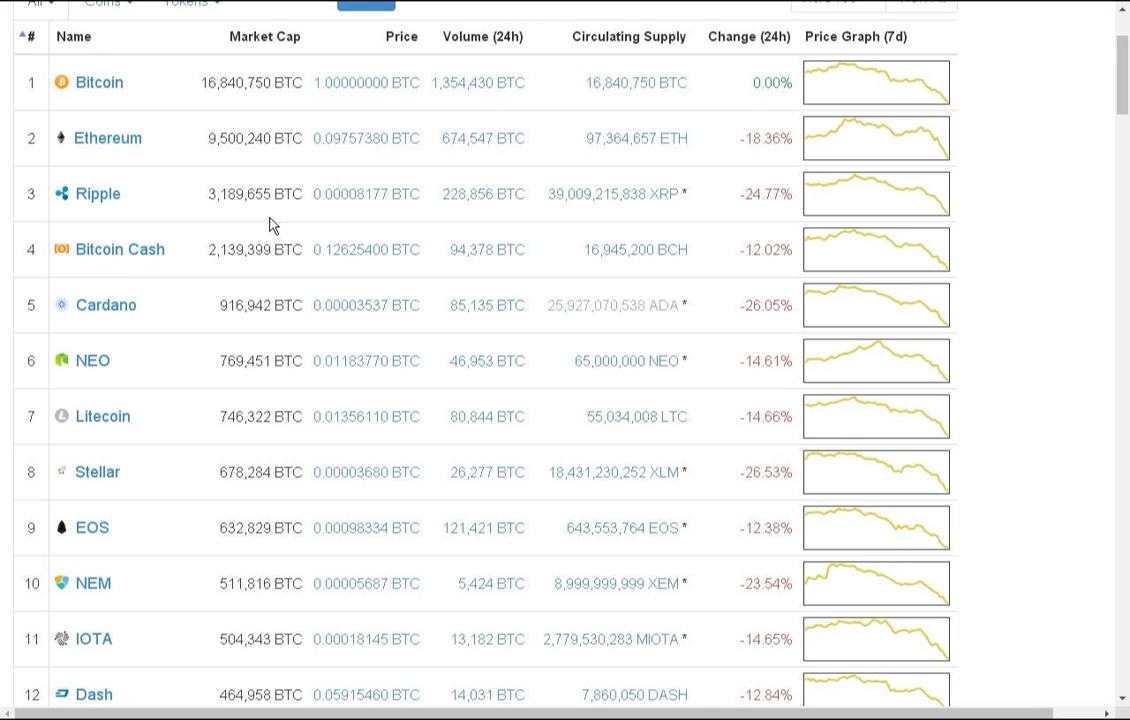 # Name Market Cap Price Volume (24h) Circulating Supply Change (24h) Price Graph (7d)
1 Bitcoin 16,840,750 BTC 1.00000000 BTC 1,354,430 BTC 16,840,750 BTC 0.00%
2 Ethereum 9,500,240 BTC 0.09757380 BTC 674,547 BTC 97,364,657 ETH -18.36%
3 Ripple 3,189,655 BTC 0.00008177 BTC 228,856 BTC 39,009,215,838 XRP * -24.77%
4 Bitcoin Cash 2,139,399 BTC 0.12625400 BTC 94,378 BTC 16,945,200 BCH -12.02%
5 Cardano 916,942 BTC 0.00003537 BTC 85,135 BTC 25,927,070,538 ADA * -26.05%
6 NEO 769,451 BTC 0.01183770 BTC 46,953 BTC 65,000,000 NEO * -14.61%
7 Litecoin 746,322 BTC 0.01356110 BTC 80,844 BTC 55,034,008 LTC -14.66%
8 Stellar 678,284 BTC 0.00003680 BTC 26,277 BTC 18,431,230,252 XLM * -26.53%
9 EOS 632,829 BTC 0.00098334 BTC 121,421 BTC 643,553,764 EOS * -12.38%
10 NEM 511,816 BTC 0.00005687 BTC 5,424 BTC 8,999,999,999 XEM * -23.54%
11 IOTA 504,343 BTC 0.00018145 BTC 13,182 BTC 2,779,530,283 MIOTA * -14.65%
12 Dash 464,958 BTC 0.05915460 BTC 14,031 BTC 7,860,050 DASH -12.84%